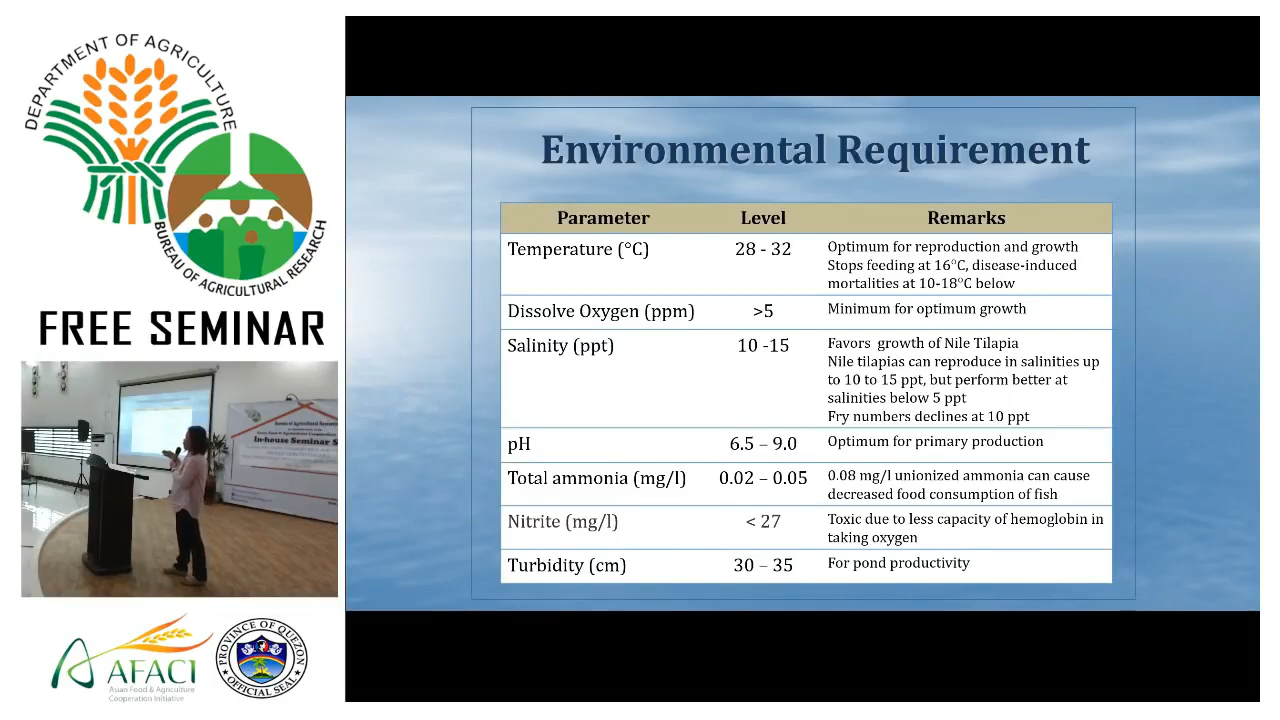 DEPARTMENT OF AGRICULTURE
BUREAU OF AGRICULTURAL RESEARCH
FREE SEMINAR
Bureau of Agricultural Research
In-house Seminar S
AFACI
Asian Food & Agriculture
Cooperation Initiative
PROVINCE OF QUEZON
OFFICIAL SEAL
Environmental Requirement
Parameter Level Remarks
Temperature (°C) 28 - 32 Optimum for reproduction and growth
Stops feeding at 16°C, disease-induced
mortalities at 10-18°C below
Dissolve Oxygen (ppm) >5 Minimum for optimum growth
Salinity (ppt) 10 -15 Favors growth of Nile Tilapia
Nile tilapias can reproduce in salinities up
to 10 to 15 ppt, but perform better at
salinities below 5 ppt
Fry numbers declines at 10 ppt
pH 6.5 – 9.0 Optimum for primary production
Total ammonia (mg/l) 0.02 – 0.05 0.08 mg/l unionized ammonia can cause
decreased food consumption of fish
Nitrite (mg/l) < 27 Toxic due to less capacity of hemoglobin in
taking oxygen
Turbidity (cm) 30 – 35 For pond productivity